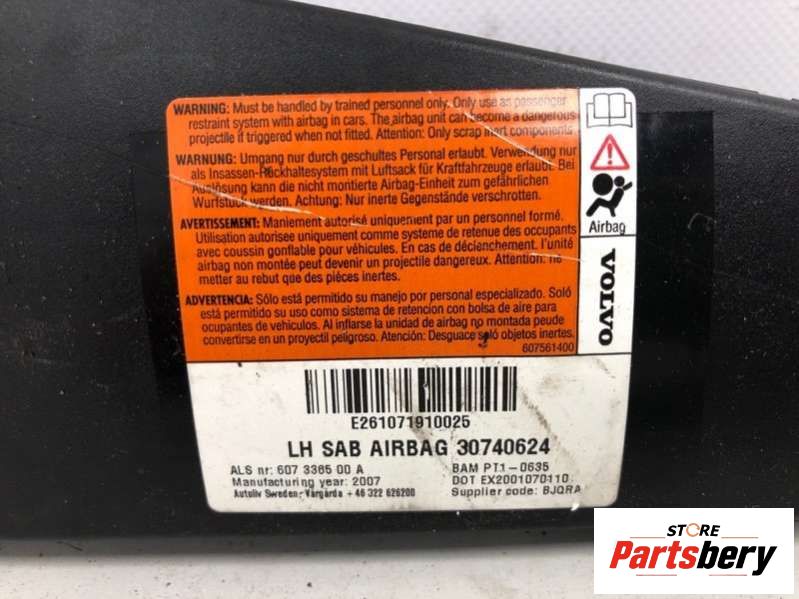 WARNING: Must be handled by trained personnel only. Only use as passenger
restraint system with airbag in cars. The airbag unit can become a dangerous
projectile if triggered when not fitted. Attention: Only scrap inert components
WARNUNG: Umgang nur durch geschultes Personal erlaubt. Verwendung nur
als Insassen-Rückhaltesystem mit Luftsack für Kraftfahrzeuge erlaubt. Bei
Auslösung kann die nicht montierte Airbag-Einheit zum gefährlichen
Wurfstück werden. Achtung: Nur inerte Gegenstände verschrotten.
AVERTISSEMENT: Maniement autorisé uniquement par un personnel formé.
Utilisation autorisee uniquement comme systeme de retenue des occupants
avec coussin gonflable pour véhicules. En cas de déclenchement. l'unité
airbag non montée peut devenir un projectile dangereux. Attention: ne
metter au rebut que des pièces inertes.
ADVERTENCIA: Sólo está permitido su manejo por personal especializado. Soló
está permitido su uso como sistema de retencion con bolsa de aire para
ocupantes de vehículos. Al inflarse la unidad de airbag no montada peude
convertirse en un proyectil peligroso. Atención: Desguace soló objetos inertes.
607561400
Airbag
VOLVO
E261071910025
LH SAB AIRBAG 30740624
ALS nr: 607 3365 00 A
BAM PT1-0635
Manufacturing year: 2007
DOT EX2001070110
Autoliv Sweden-Vårgårda +46 322 626200
Supplier code: BJQRA
STORE
Partsbery